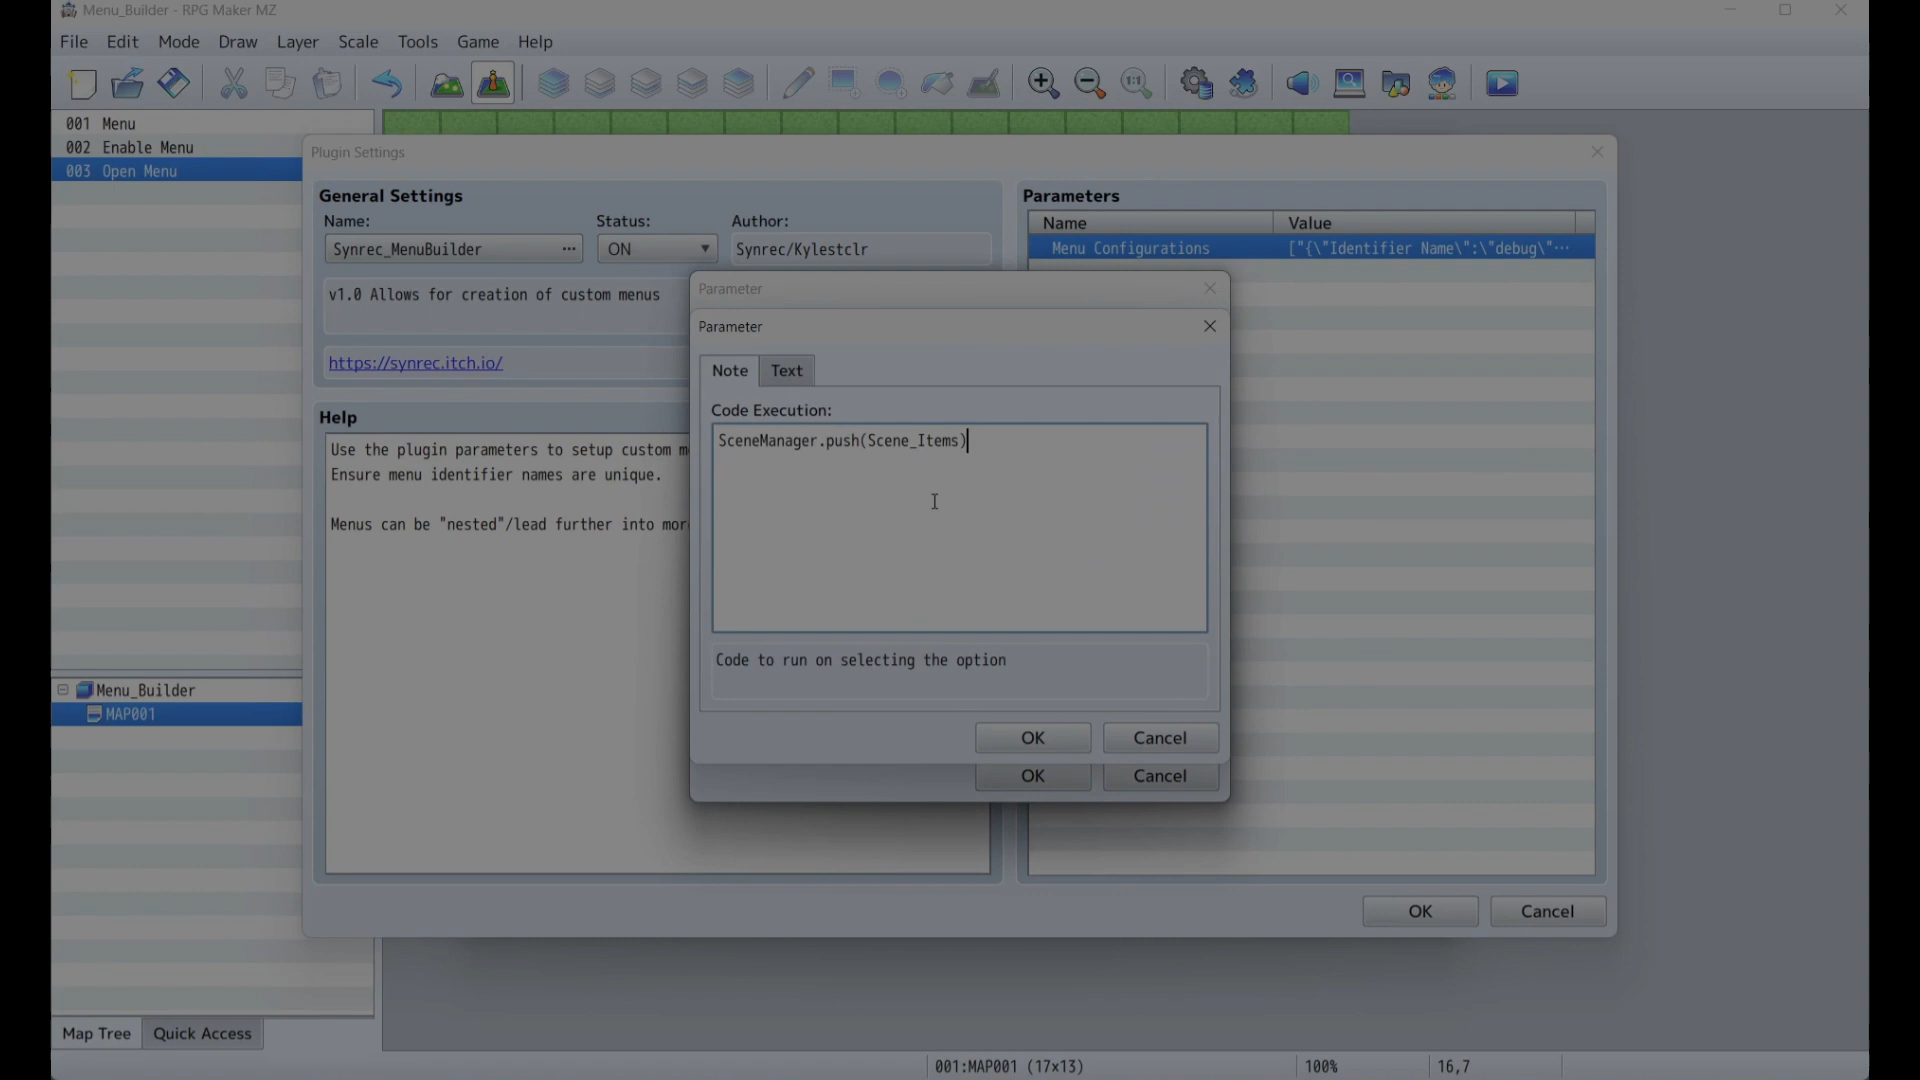 Menu_Builder - RPG Maker MZ
File Edit Mode Draw Layer Scale Tools Game Help
1:1
001 Menu
002 Enable Menu
003 Open Menu
Plugin Settings
General Settings
Name: Status: Author:
Synrec_MenuBuilder ... ON Synrec/Kylestclr
v1.0 Allows for creation of custom menus
https://synrec.itch.io/
Help
Use the plugin parameters to setup custom m
Ensure menu identifier names are unique.
Menus can be "nested"/lead further into mor
Parameters
Name Value
Menu Configurations ["{\"Identifier Name\":\"debug\"…
Parameter
Parameter
Note Text
Code Execution:
SceneManager.push(Scene_Items)
Code to run on selecting the option
OK Cancel
OK Cancel
OK Cancel
Menu_Builder
MAP001
Map Tree Quick Access
001:MAP001 (17×13) 100% 16,7